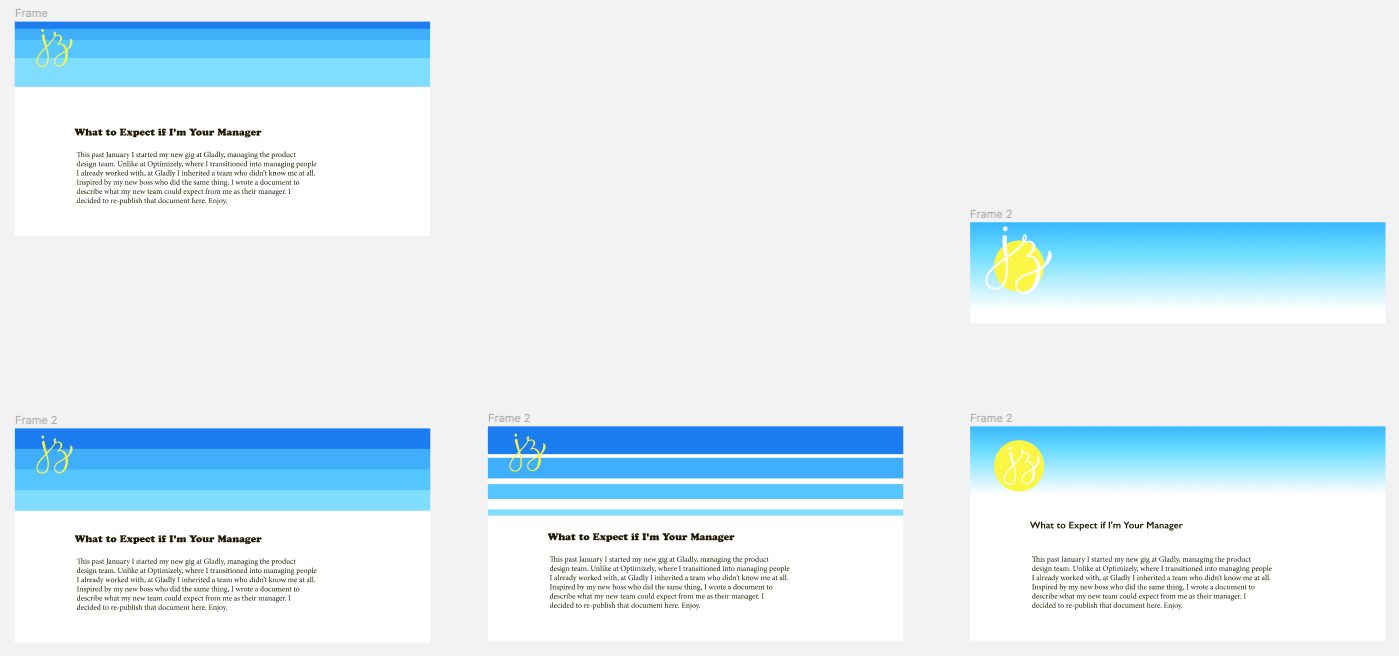 Frame
jz
What to Expect if I'm Your Manager
This past January I started my new gig at Gladly, managing the product
design team. Unlike at Optimizely, where I transitioned into managing people
I already worked with, at Gladly I inherited a team who didn't know me at all.
Inspired by my new boss who did the same thing, I wrote a document to
describe what my new team could expect from me as their manager. I
decided to re-publish that document here. Enjoy.
Frame 2
jz
Frame 2
jz
What to Expect if I'm Your Manager
This past January I started my new gig at Gladly, managing the product
design team. Unlike at Optimizely, where I transitioned into managing people
I already worked with, at Gladly I inherited a team who didn't know me at all.
Inspired by my new boss who did the same thing, I wrote a document to
describe what my new team could expect from me as their manager. I
decided to re-publish that document here. Enjoy.
Frame 2
jz
What to Expect if I'm Your Manager
This past January I started my new gig at Gladly, managing the product
design team. Unlike at Optimizely, where I transitioned into managing people
I already worked with, at Gladly I inherited a team who didn't know me at all.
Inspired by my new boss who did the same thing, I wrote a document to
describe what my new team could expect from me as their manager. I
decided to re-publish that document here. Enjoy.
Frame 2
jz
What to Expect if I'm Your Manager
This past January I started my new gig at Gladly, managing the product
design team. Unlike at Optimizely, where I transitioned into managing people
I already worked with, at Gladly I inherited a team who didn't know me at all.
Inspired by my new boss who did the same thing, I wrote a document to
describe what my new team could expect from me as their manager. I
decided to re-publish that document here. Enjoy.